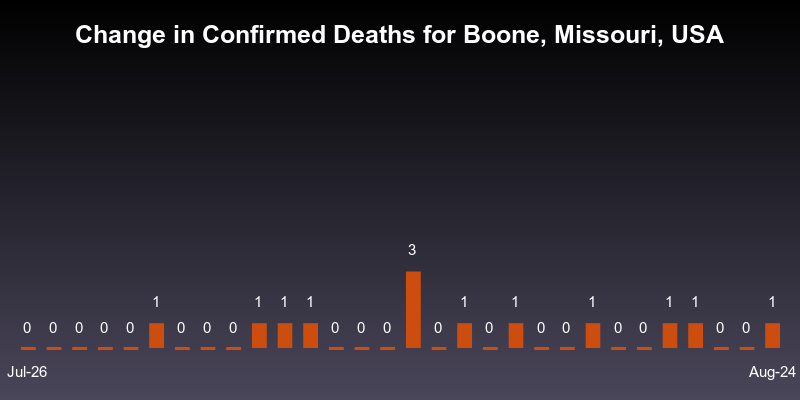 Change in Confirmed Deaths for Boone, Missouri, USA
3
1 1 1 1 1 1 1 1 1 1
0 0 0 0 0 0 0 0 0 0 0 0 0 0 0 0 0 0 0
Jul-26 Aug-24